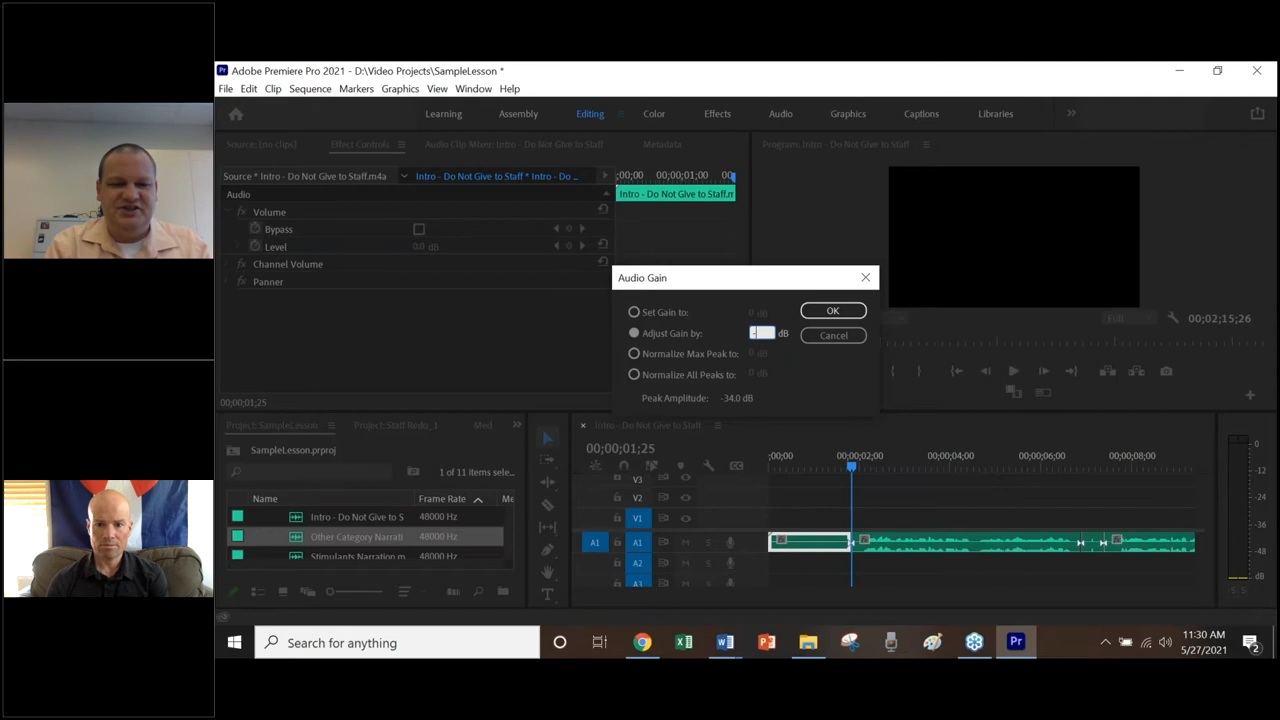 Adobe Premiere Pro 2021 - D:\Video Projects\SampleLesson *
File Edit Clip Sequence Markers Graphics View Window Help
Learning Assembly Editing Color Effects Audio Graphics Captions Libraries
Source: (no clips) Effect Controls Audio Clip Mixer: Intro - Do Not Give to Staff Metadata Program: Intro - Do Not Give to Staff
Source * Intro - Do Not Give to Staff.m4a Intro - Do Not Give to Staff * Intro - Do ... ;00;00 00;00;01;00 00
Audio Intro - Do Not Give to Staff.m
fx Volume
Bypass
Level 0.0 dB
fx Channel Volume
fx Panner
Audio Gain
Set Gain to: 0 dB OK
Adjust Gain by: - dB Cancel
Normalize Max Peak to: 0 dB
Normalize All Peaks to: 0 dB
Peak Amplitude: -34.0 dB
Full 00;02;15;26
00;00;01;25
Project: SampleLesson Project: Staff Redo_1 Med Intro - Do Not Give to Staff
SampleLesson.prproj 00;00;01;25
1 of 11 items sele... ;00;00 00;00;02;00 00;00;04;00 00;00;06;00 00;00;08;00
Name Frame Rate Me
Intro - Do Not Give to S 48000 Hz
Other Category Narrati 48000 Hz
Stimulants Narration m 48000 Hz
V3
V2
V1
A1 A1 M S
A2 M S
A3
0
-12
-24
-36
-48
dB
S S
Search for anything
11:30 AM
5/27/2021
2